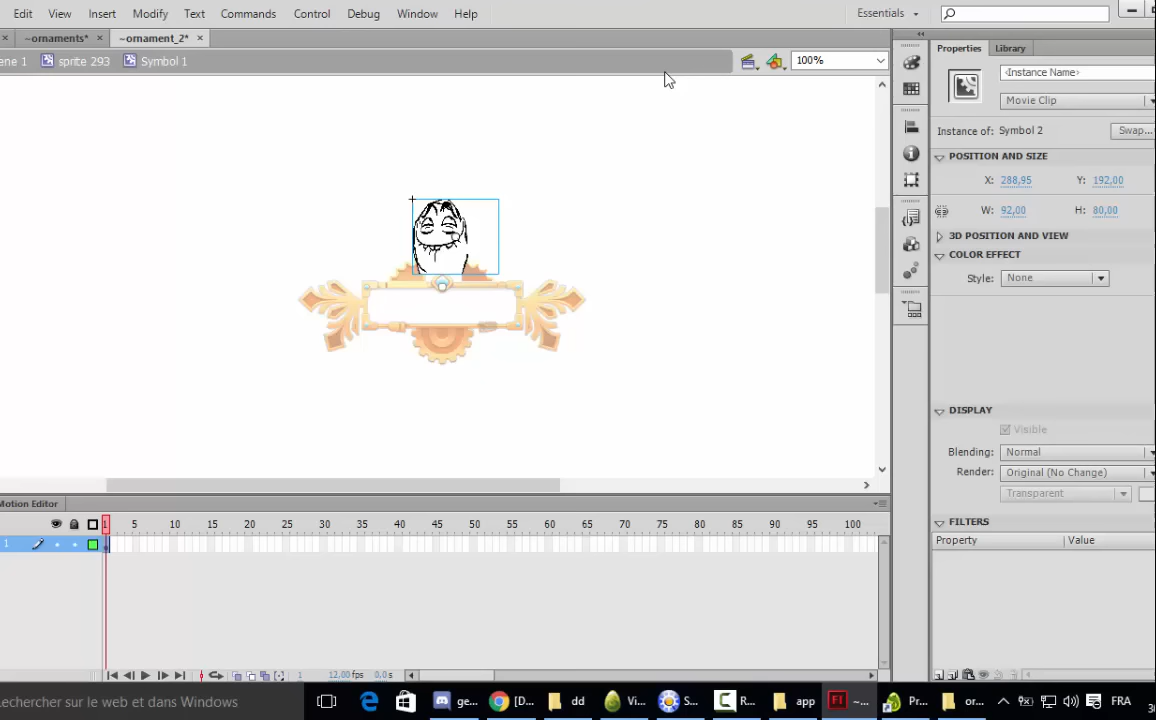 Edit View Insert Modify Text Commands Control Debug Window Help Essentials
~ornaments* × ~ornament_2* ×
ene 1 sprite 293 Symbol 1 100%
Properties Library
<Instance Name>
Movie Clip
Instance of: Symbol 2 Swap...
POSITION AND SIZE
X: 288,95 Y: 192,00
W: 92,00 H: 80,00
3D POSITION AND VIEW
COLOR EFFECT
Style: None
DISPLAY
Visible
Blending: Normal
Render: Original (No Change)
Transparent
FILTERS
Property Value
Motion Editor
1 5 10 15 20 25 30 35 40 45 50 55 60 65 70 75 80 85 90 95 100
1
1 12,00 fps 0,0 s
echercher sur le web et dans Windows ge... [D... dd Vi... S... R... app ~... Pr... or... FRA